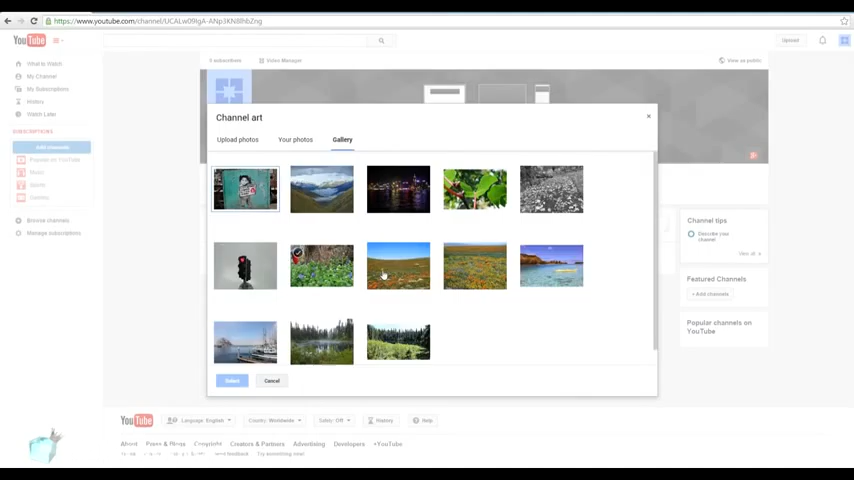 https://www.youtube.com/channel/
YouTube
Upload
What to Watch
My Channel
My Subscriptions
History
Watch Later
SUBSCRIPTIONS
Add channels
Popular on YouTube
Music
Sports
Gaming
Browse channels
Manage subscriptions
5 subscribers
Video Manager
View as public
Channel art
Upload photos
Your photos
Gallery
Select
Cancel
Channel tips
Describe your
channel
View all
Featured Channels
+ Add channels
Popular channels on
YouTube
YouTube
Language: English
Country: Worldwide
Safety: Off
History
Help
About
Press & Blogs
Copyright
Creators & Partners
Advertising
Developers
+YouTube
feedback
Try something new!